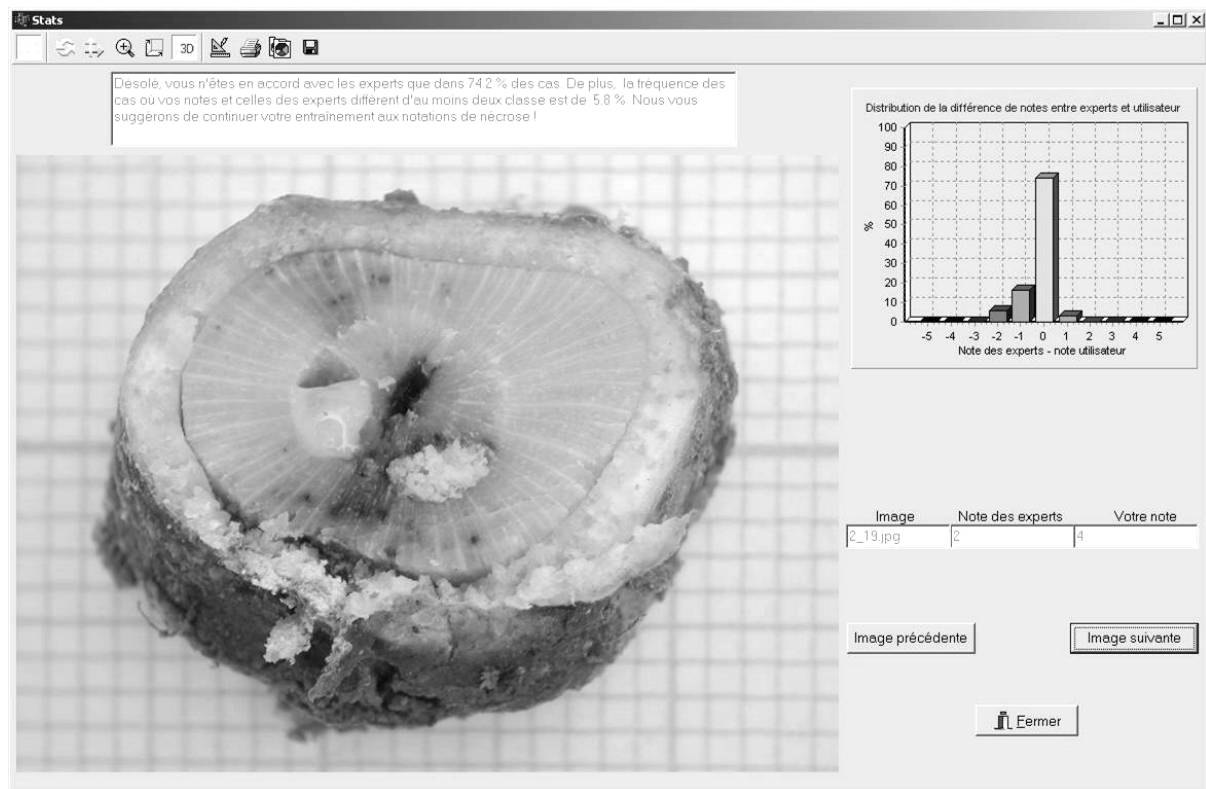 Stats
3D
Désolé, vous n'êtes en accord avec les experts que dans 74.2 % des cas. De plus, la fréquence des
cas où vos notes et celles des experts diffèrent d'au moins deux classe est de 5.8 %. Nous vous
suggérons de continuer votre entraînement aux notations de nécrose !
Distribution de la différence de notes entre experts et utilisateur
100
90
80
70
60
50
40
30
20
10
0
%
-5 -4 -3 -2 -1 0 1 2 3 4 5
Note des experts - note utilisateur
Image Note des experts Votre note
2_19.jpg 2 4
Image précédente Image suivante
Fermer